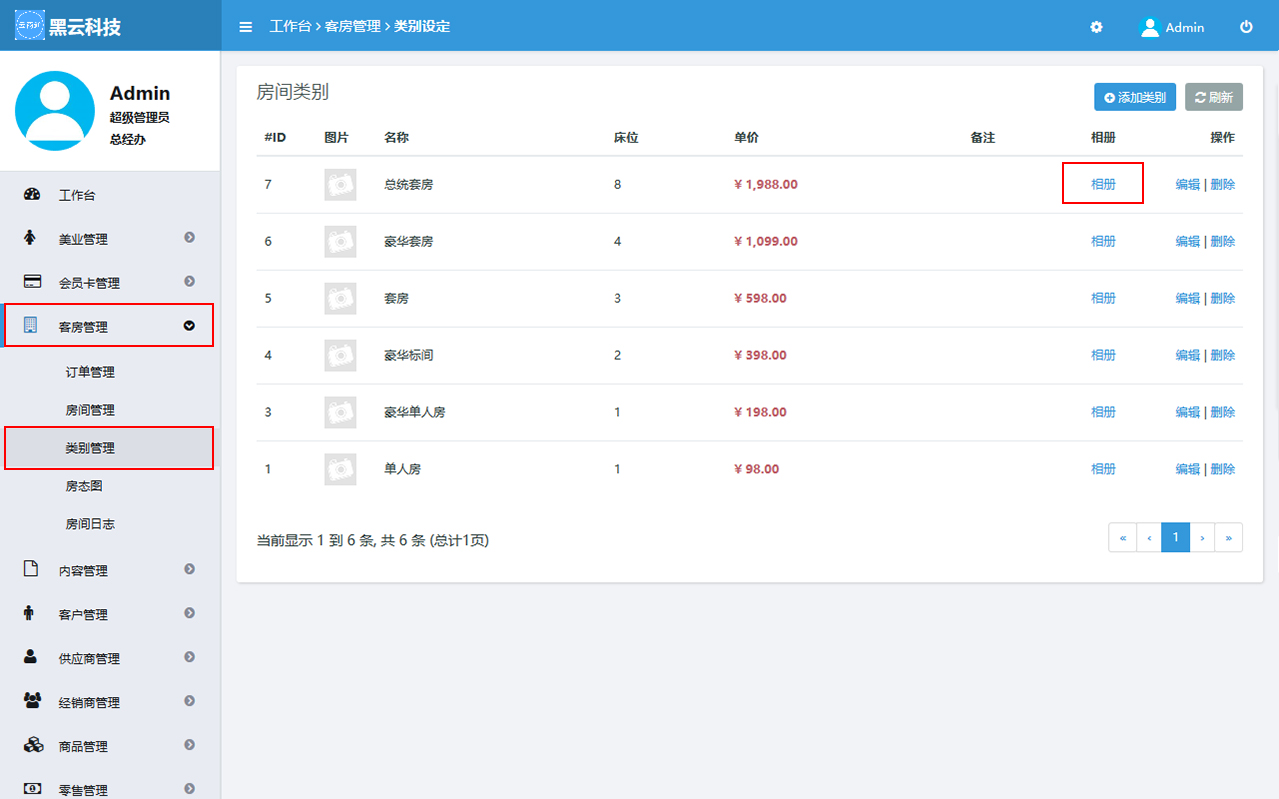 黑云科技
工作台 › 客房管理 › 类别设定
Admin
Admin
超级管理员
总经办
工作台
美业管理
会员卡管理
客房管理
订单管理
房间管理
类别管理
房态图
房间日志
内容管理
客户管理
供应商管理
经销商管理
商品管理
零售管理
房间类别
添加类别 刷新
#ID 图片 名称 床位 单价 备注 相册 操作
7 总统套房 8 ¥ 1,988.00 相册 编辑 | 删除
6 豪华套房 4 ¥ 1,099.00 相册 编辑 | 删除
5 套房 3 ¥ 598.00 相册 编辑 | 删除
4 豪华标间 2 ¥ 398.00 相册 编辑 | 删除
3 豪华单人房 1 ¥ 198.00 相册 编辑 | 删除
1 单人房 1 ¥ 98.00 相册 编辑 | 删除
当前显示 1 到 6 条, 共 6 条 (总计1页)
« ‹ 1 › »